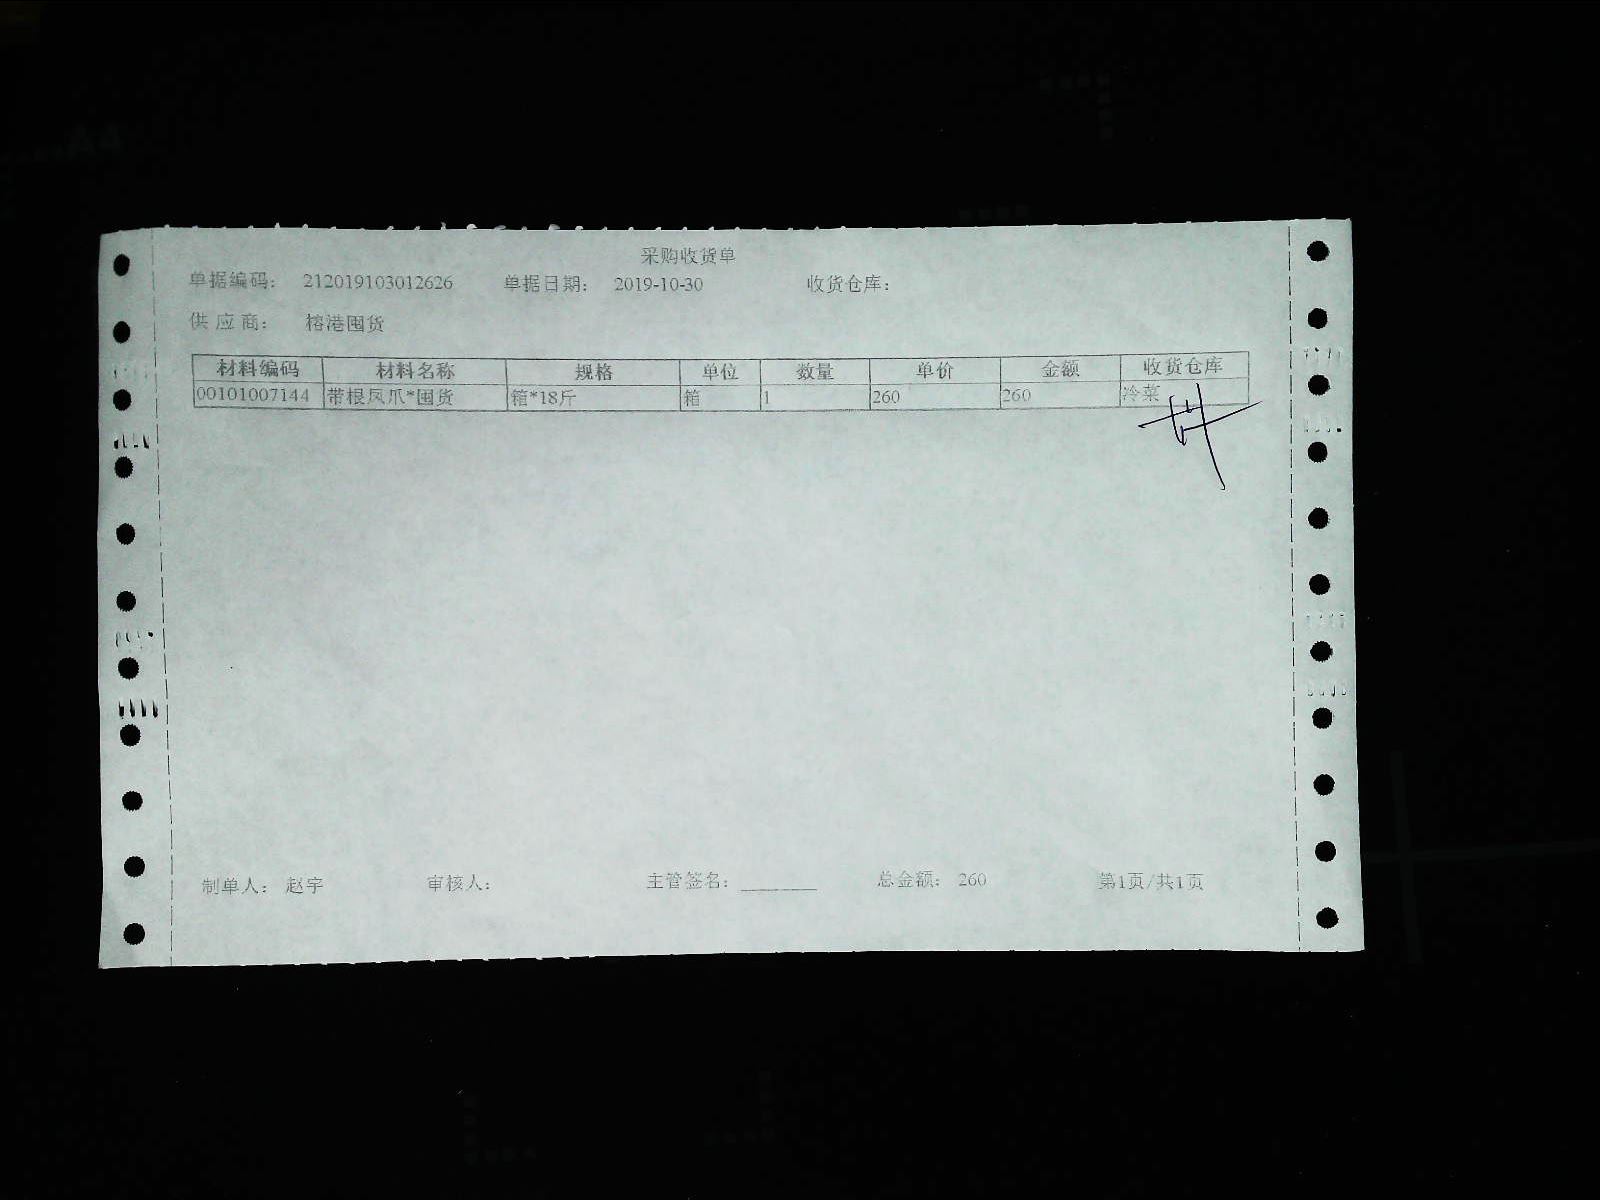 采购收货单
单据编码： 212019103012626 单据日期： 2019-10-30 收货仓库：
供应商： 榕港囤货
材料编码 材料名称 规格 单位 数量 单价 金额 收货仓库
00101007144 带根凤爪*囤货 箱*18斤 箱 1 260 260 冷菜
制单人： 赵宇 审核人： 主管签名： ________ 总金额： 260 第1页/共1页